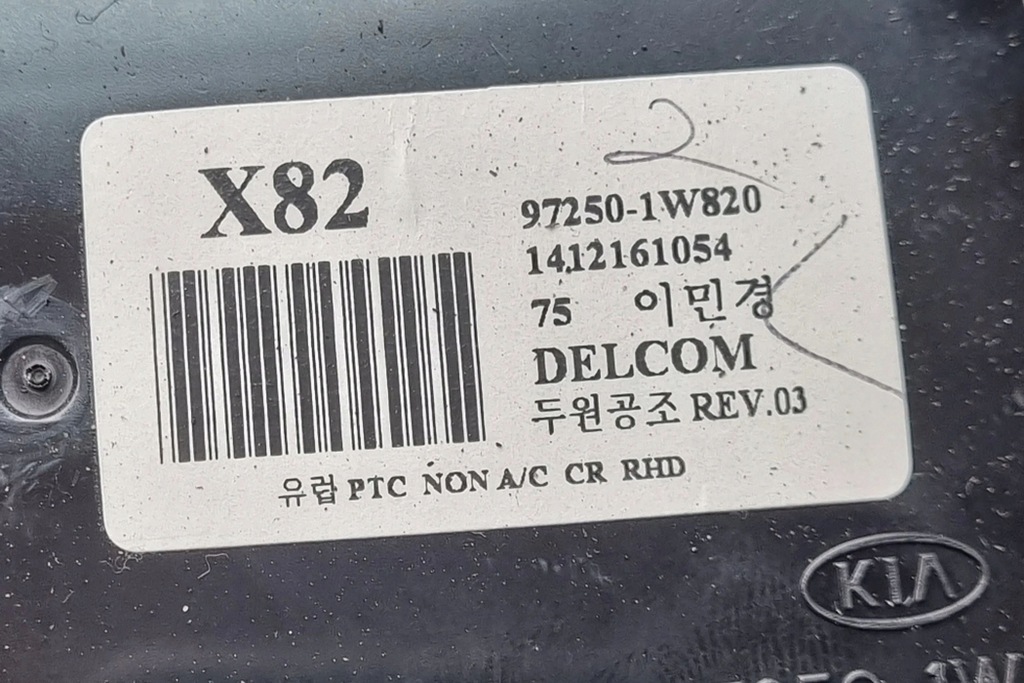 X82
97250-1W820
1412161054
75 이민경
DELCOM
두원공조 REV.03
유럽 PTC NON A/C CR RHD
KIA